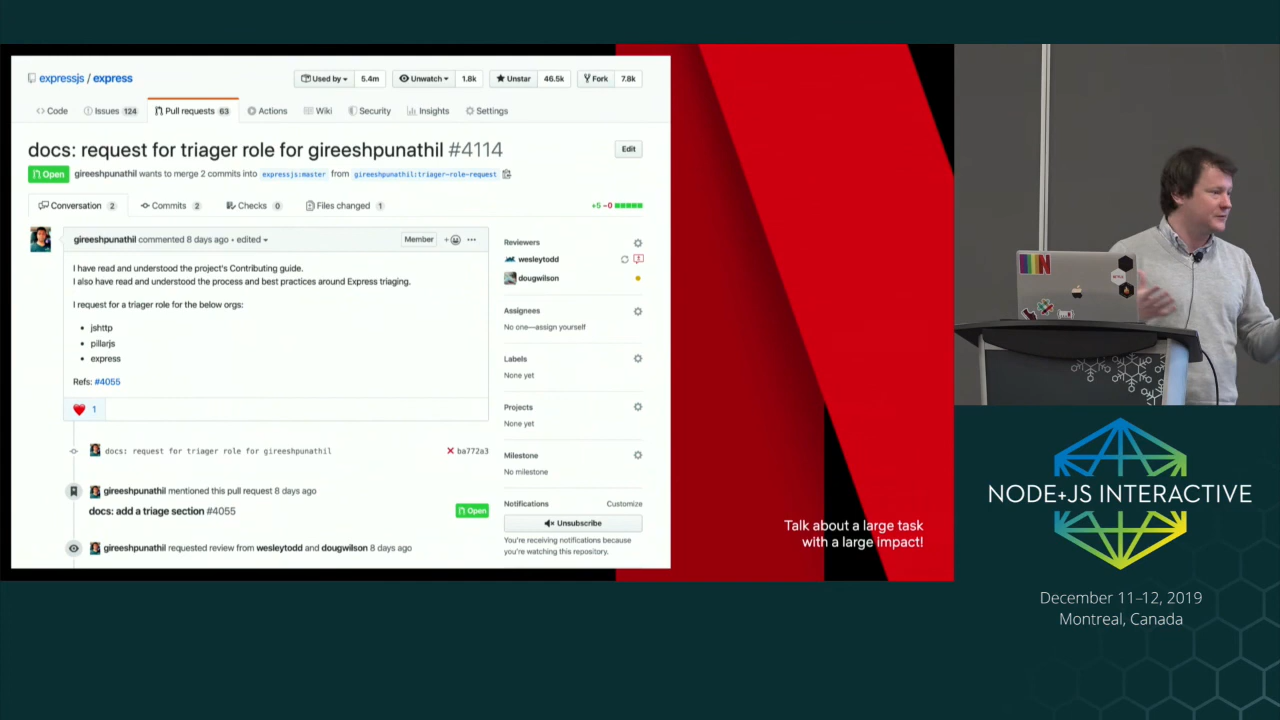 expressjs / express
Used by 5.4m Unwatch 1.8k Unstar 46.5k Fork 7.8k
Code Issues 124 Pull requests 63 Actions Wiki Security Insights Settings
docs: request for triager role for gireeshpunathil #4114
Edit
Open gireeshpunathil wants to merge 2 commits into expressjs:master from gireeshpunathil:triager-role-request
Conversation 2 Commits 2 Checks 0 Files changed 1 +5 −0
gireeshpunathil commented 8 days ago • edited Member
I have read and understood the project's Contributing guide.
I also have read and understood the process and best practices around Express triaging.
I request for a triager role for the below orgs:
• jshttp
• pillarjs
• express
Refs: #4055
1
docs: request for triager role for gireeshpunathil ba772a3
gireeshpunathil mentioned this pull request 8 days ago
docs: add a triage section #4055 Open
gireeshpunathil requested review from wesleytodd and dougwilson 8 days ago
Reviewers
wesleytodd
dougwilson
Assignees
No one—assign yourself
Labels
None yet
Projects
None yet
Milestone
No milestone
Notifications Customize
Unsubscribe
You're receiving notifications because
you're watching this repository.
Talk about a large task
with a large impact!
NODE+JS INTERACTIVE
December 11–12, 2019
Montreal, Canada